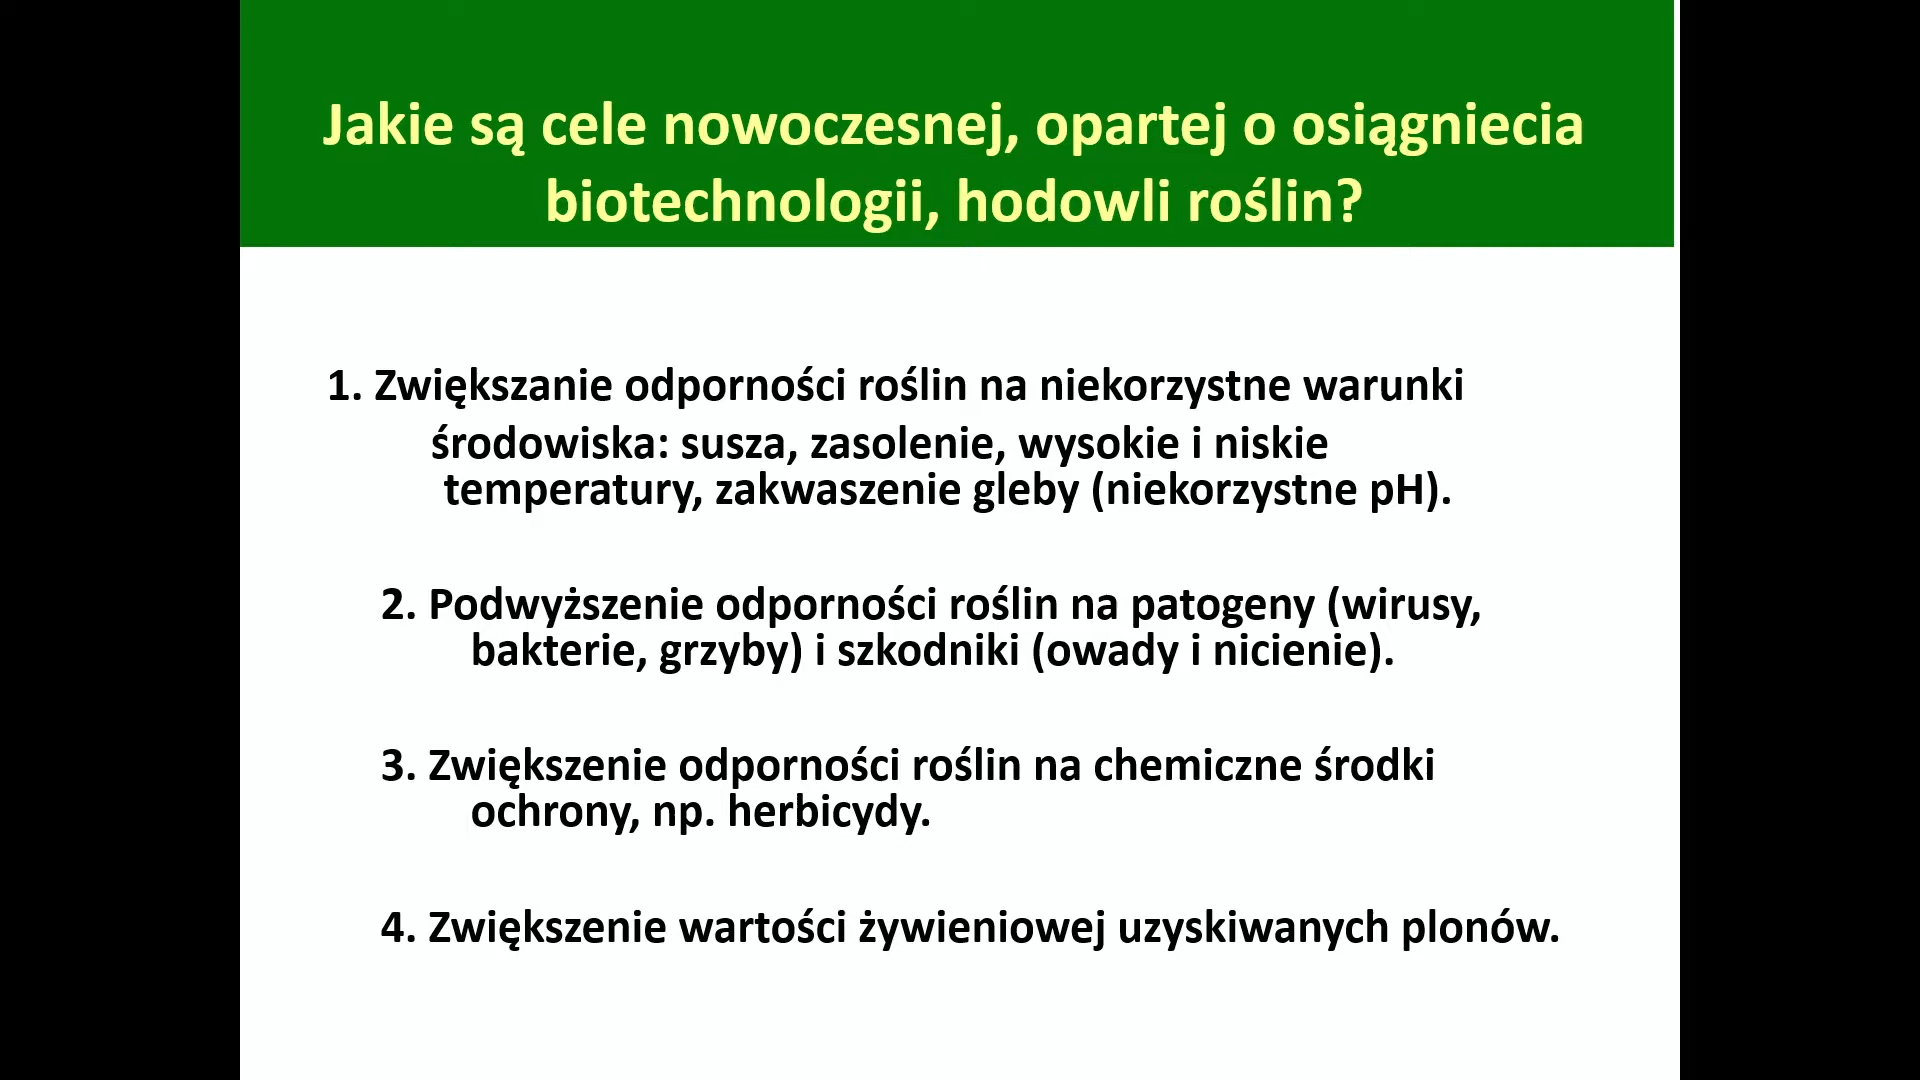 Jakie są cele nowoczesnej, opartej o osiągniecia
biotechnologii, hodowli roślin?
1. Zwiększanie odporności roślin na niekorzystne warunki
środowiska: susza, zasolenie, wysokie i niskie
temperatury, zakwaszenie gleby (niekorzystne pH).
2. Podwyższenie odporności roślin na patogeny (wirusy,
bakterie, grzyby) i szkodniki (owady i nicienie).
3. Zwiększenie odporności roślin na chemiczne środki
ochrony, np. herbicydy.
4. Zwiększenie wartości żywieniowej uzyskiwanych plonów.